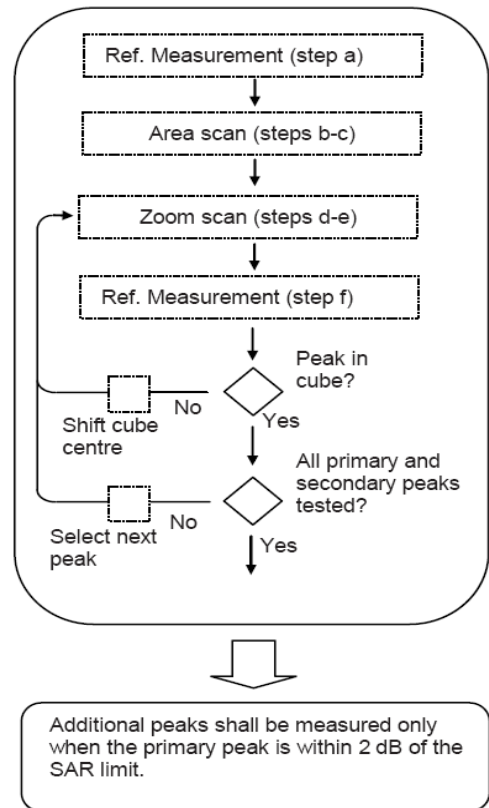 Ref. Measurement (step a)
Area scan (steps b-c)
Zoom scan (steps d-e)
Ref. Measurement (step f)
Peak in
cube?
No
Yes
Shift cube
centre
All primary and
secondary peaks
tested?
No
Yes
Select next
peak
Additional peaks shall be measured only
when the primary peak is within 2 dB of the
SAR limit.